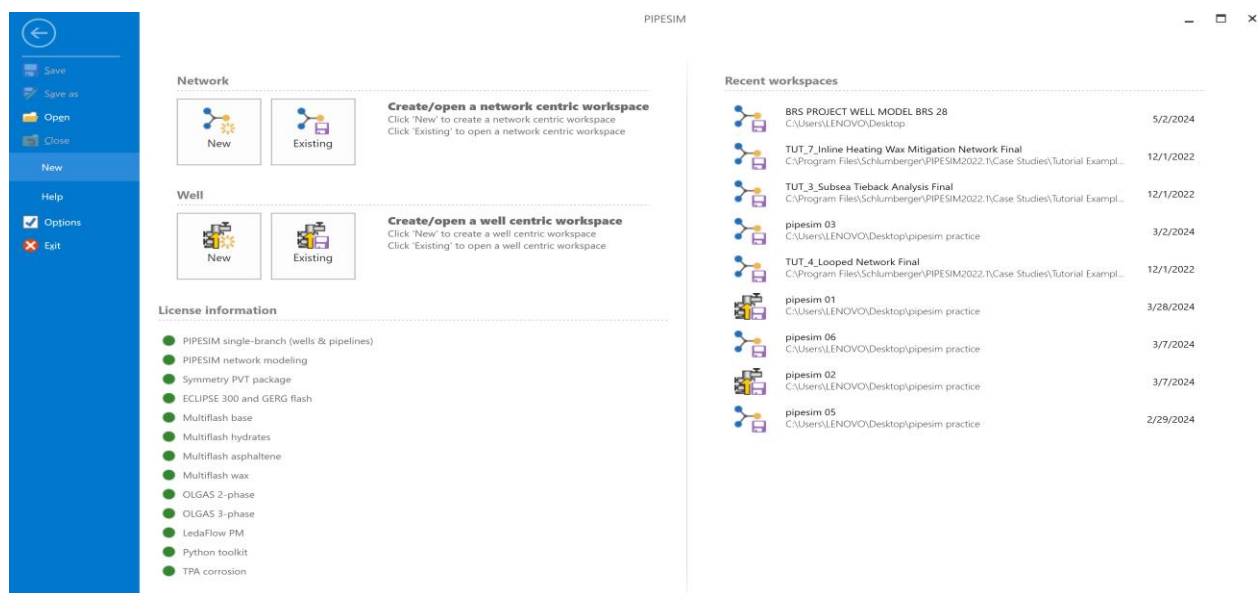 PIPESIM
Save
Save as
Open
Close
New
Help
Options
Exit
Network
New
Existing
Create/open a network centric workspace
Click 'New' to create a network centric workspace
Click 'Existing' to open a network centric workspace
Well
New
Existing
Create/open a well centric workspace
Click 'New' to create a well centric workspace
Click 'Existing' to open a well centric workspace
License information
PIPESIM single-branch (wells & pipelines)
PIPESIM network modeling
Symmetry PVT package
ECLIPSE 300 and GERG flash
Multiflash base
Multiflash hydrates
Multiflash asphaltene
Multiflash wax
OLGAS 2-phase
OLGAS 3-phase
LedaFlow PM
Python toolkit
TPA corrosion
Recent workspaces
BRS PROJECT WELL MODEL BRS 28
C:\Users\LENOVO\Desktop
5/2/2024
TUT_7_Inline Heating Wax Mitigation Network Final
C:\Program Files\Schlumberger\PIPESIM2022.1\Case Studies\Tutorial Exampl...
12/1/2022
TUT_3_Subsea Tieback Analysis Final
C:\Program Files\Schlumberger\PIPESIM2022.1\Case Studies\Tutorial Exampl...
12/1/2022
pipesim 03
C:\Users\LENOVO\Desktop\pipesim practice
3/2/2024
TUT_4_Looped Network Final
C:\Program Files\Schlumberger\PIPESIM2022.1\Case Studies\Tutorial Exampl...
12/1/2022
pipesim 01
C:\Users\LENOVO\Desktop\pipesim practice
3/28/2024
pipesim 06
C:\Users\LENOVO\Desktop\pipesim practice
3/7/2024
pipesim 02
C:\Users\LENOVO\Desktop\pipesim practice
3/7/2024
pipesim 05
C:\Users\LENOVO\Desktop\pipesim practice
2/29/2024